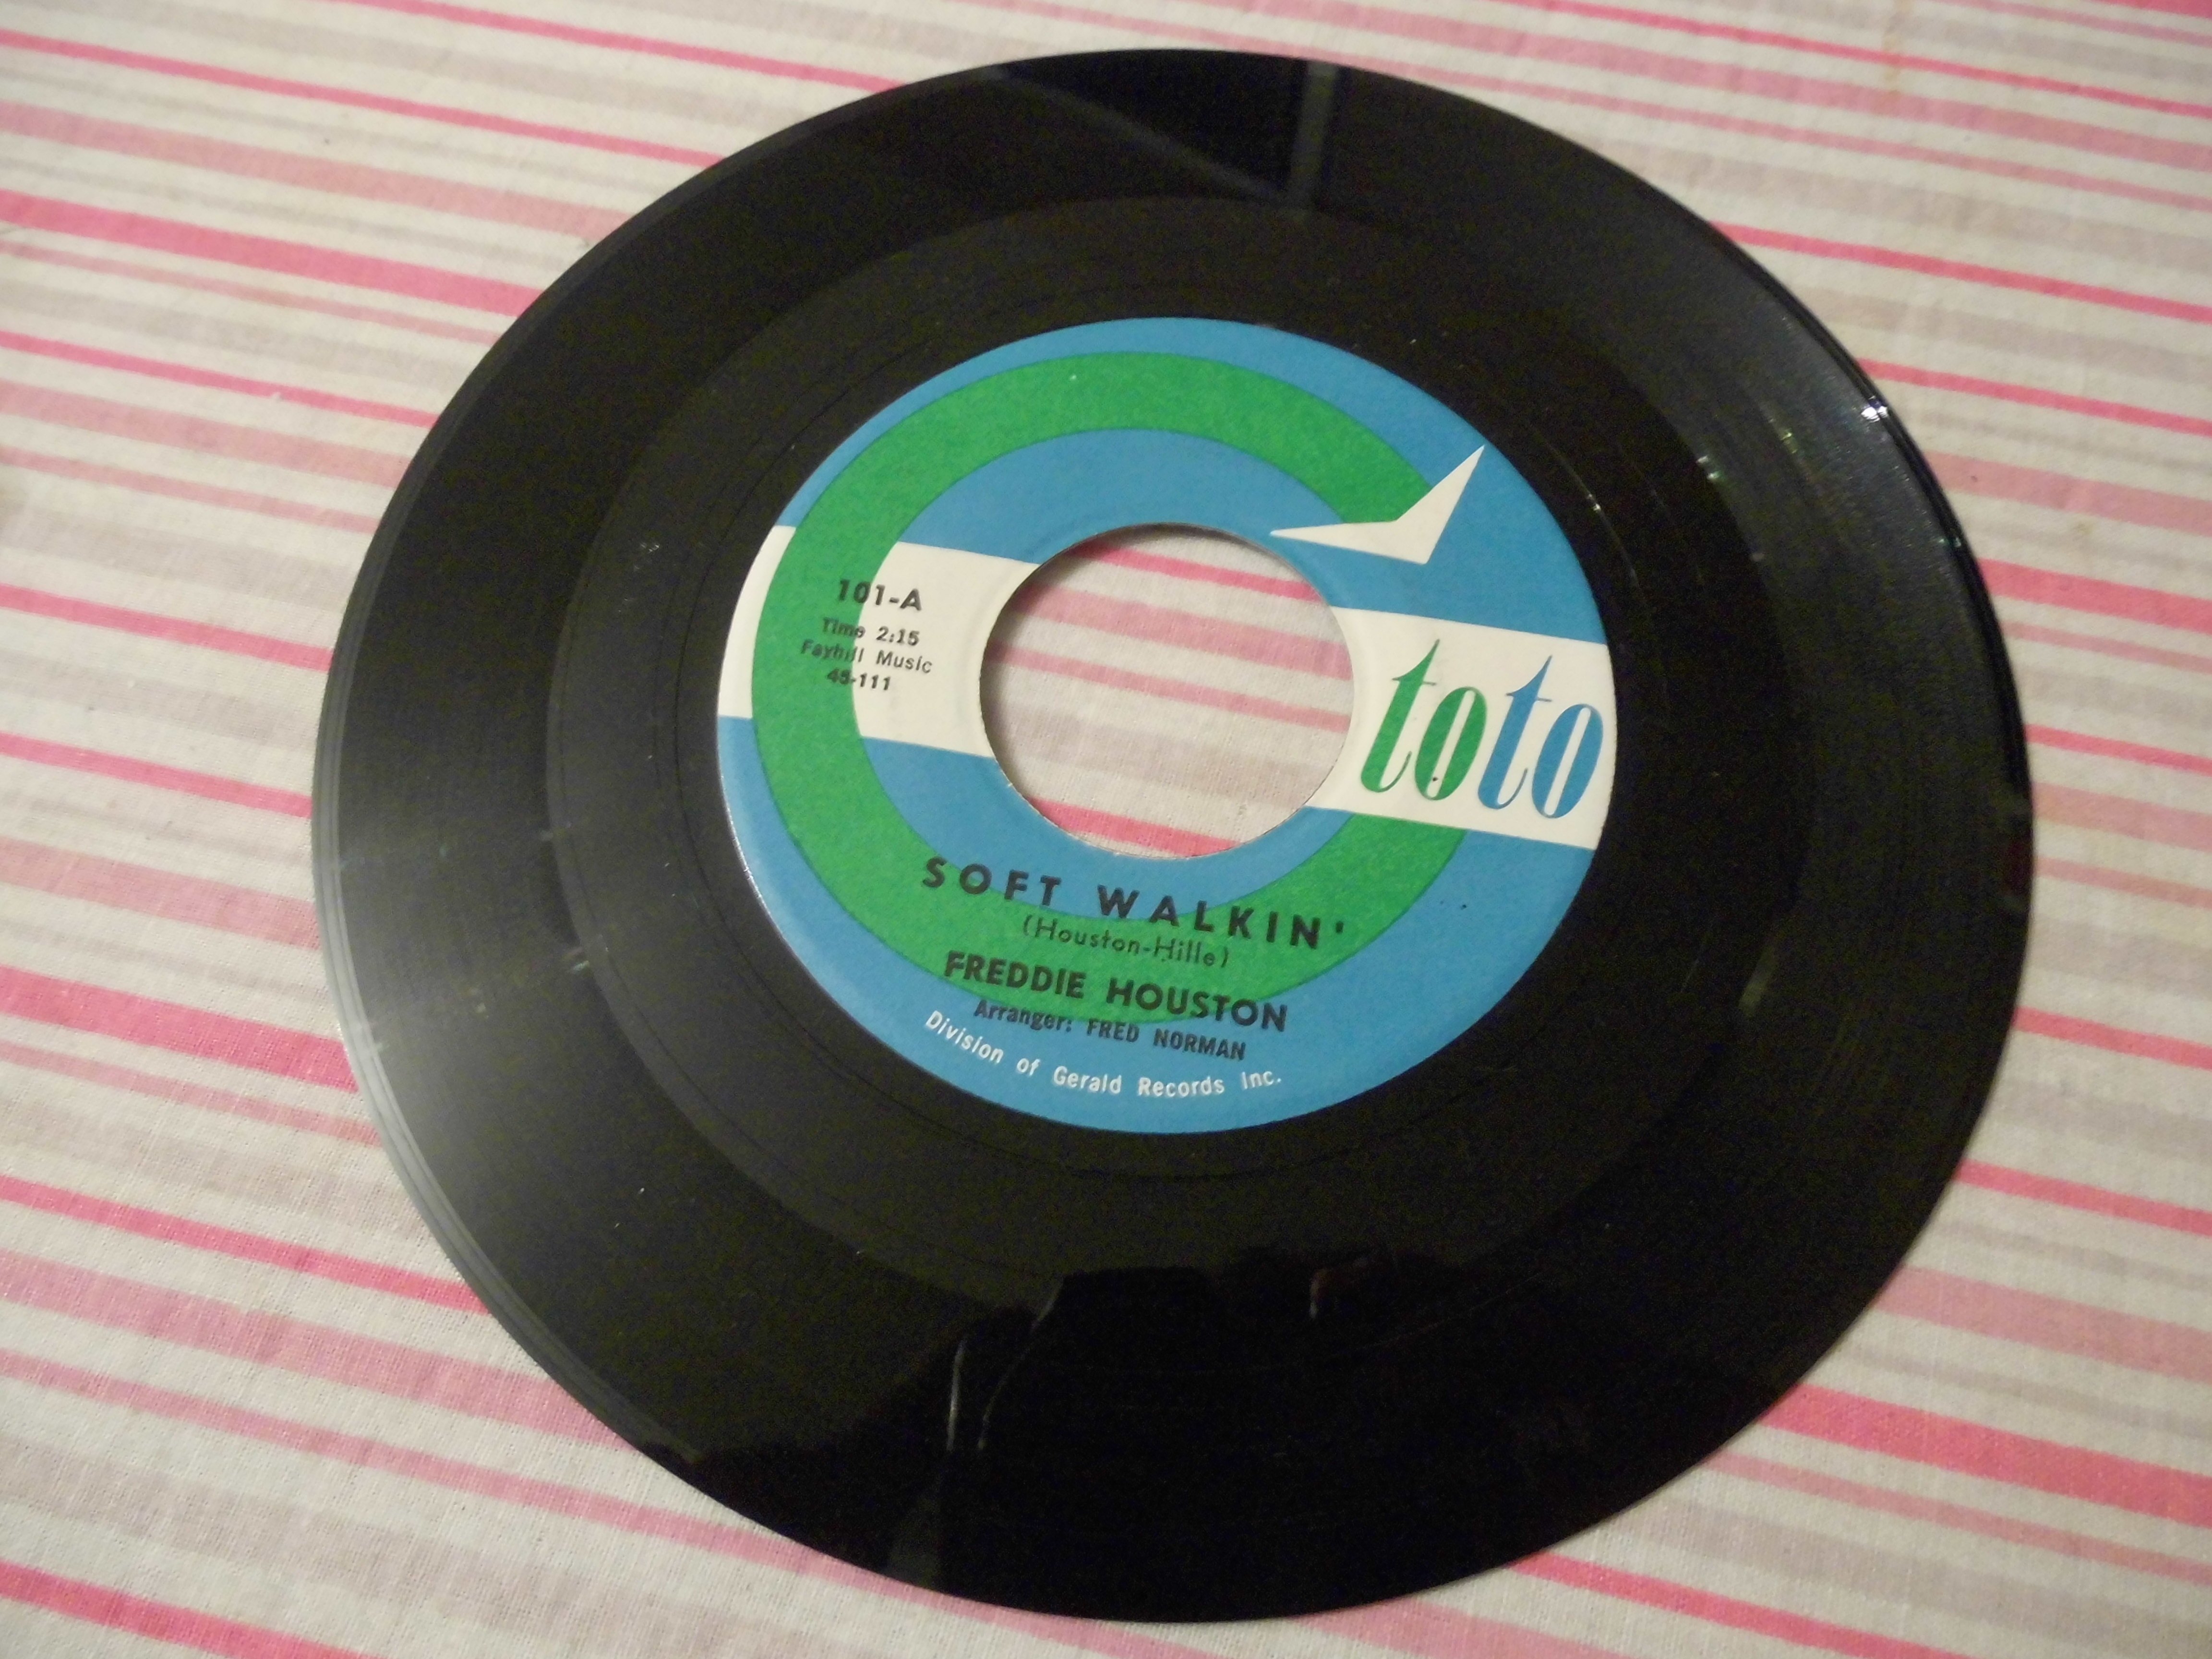 101-A
Time 2:15
Fayhill Music
45-111
toto
SOFT WALKIN'
(Houston-Hille)
FREDDIE HOUSTON
Arranger: FRED NORMAN
Division of Gerald Records Inc.